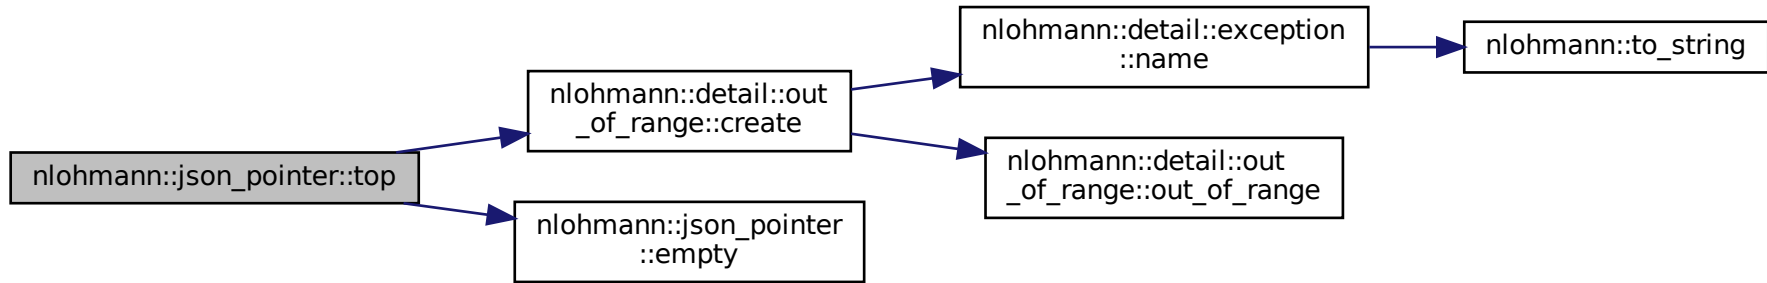 nlohmann::json_pointer::top
nlohmann::detail::out
_of_range::create
nlohmann::json_pointer
::empty
nlohmann::detail::exception
::name
nlohmann::detail::out
_of_range::out_of_range
nlohmann::to_string